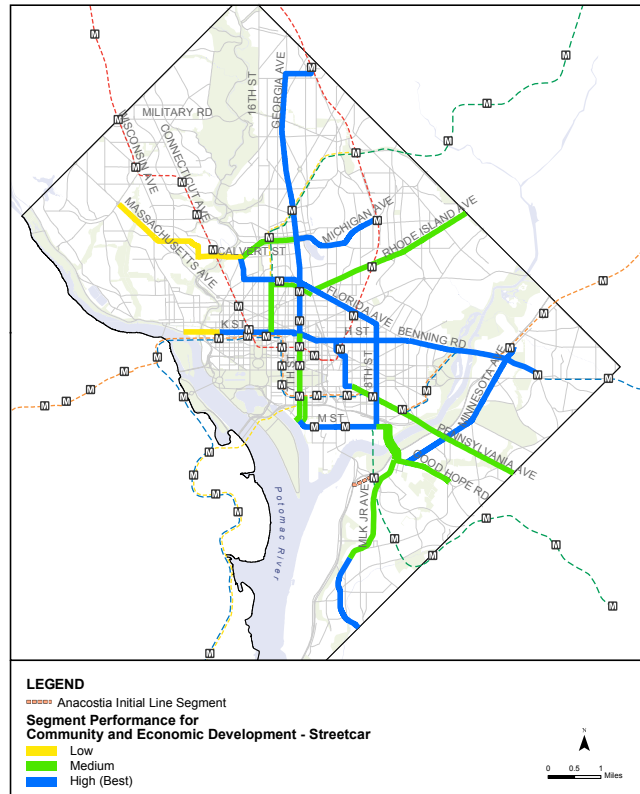 M
M
16TH ST
GEORGIA AVE
M
M
M
MILITARY RD
M
M
WISCONSIN AVE
CONNECTICUT AVE
M
M
M
M
MASSACHUSETTS AVE
M
M
MICHIGAN AVE
M
RHODE ISLAND AVE
M
M
CALVERT ST
M
M
M
M
FLORIDA AVE
M
M
M
K ST
M
M
M
M
H ST
BENNING RD
MINNESOTA AVE
M
M
M
M
M
M
M
M
M
8TH ST
M
M
M
M
M
M
M
M
M
M
M
M
M
M ST
M
M
PENNSYLVANIA AVE
GOOD HOPE RD
M
M
M
M
M
MLK JR AVE
Potomac River
M
M
M
M
M
M
LEGEND
Anacostia Initial Line Segment
Segment Performance for
Community and Economic Development - Streetcar
Low
Medium
High (Best)
N
0 0.5 1
Miles